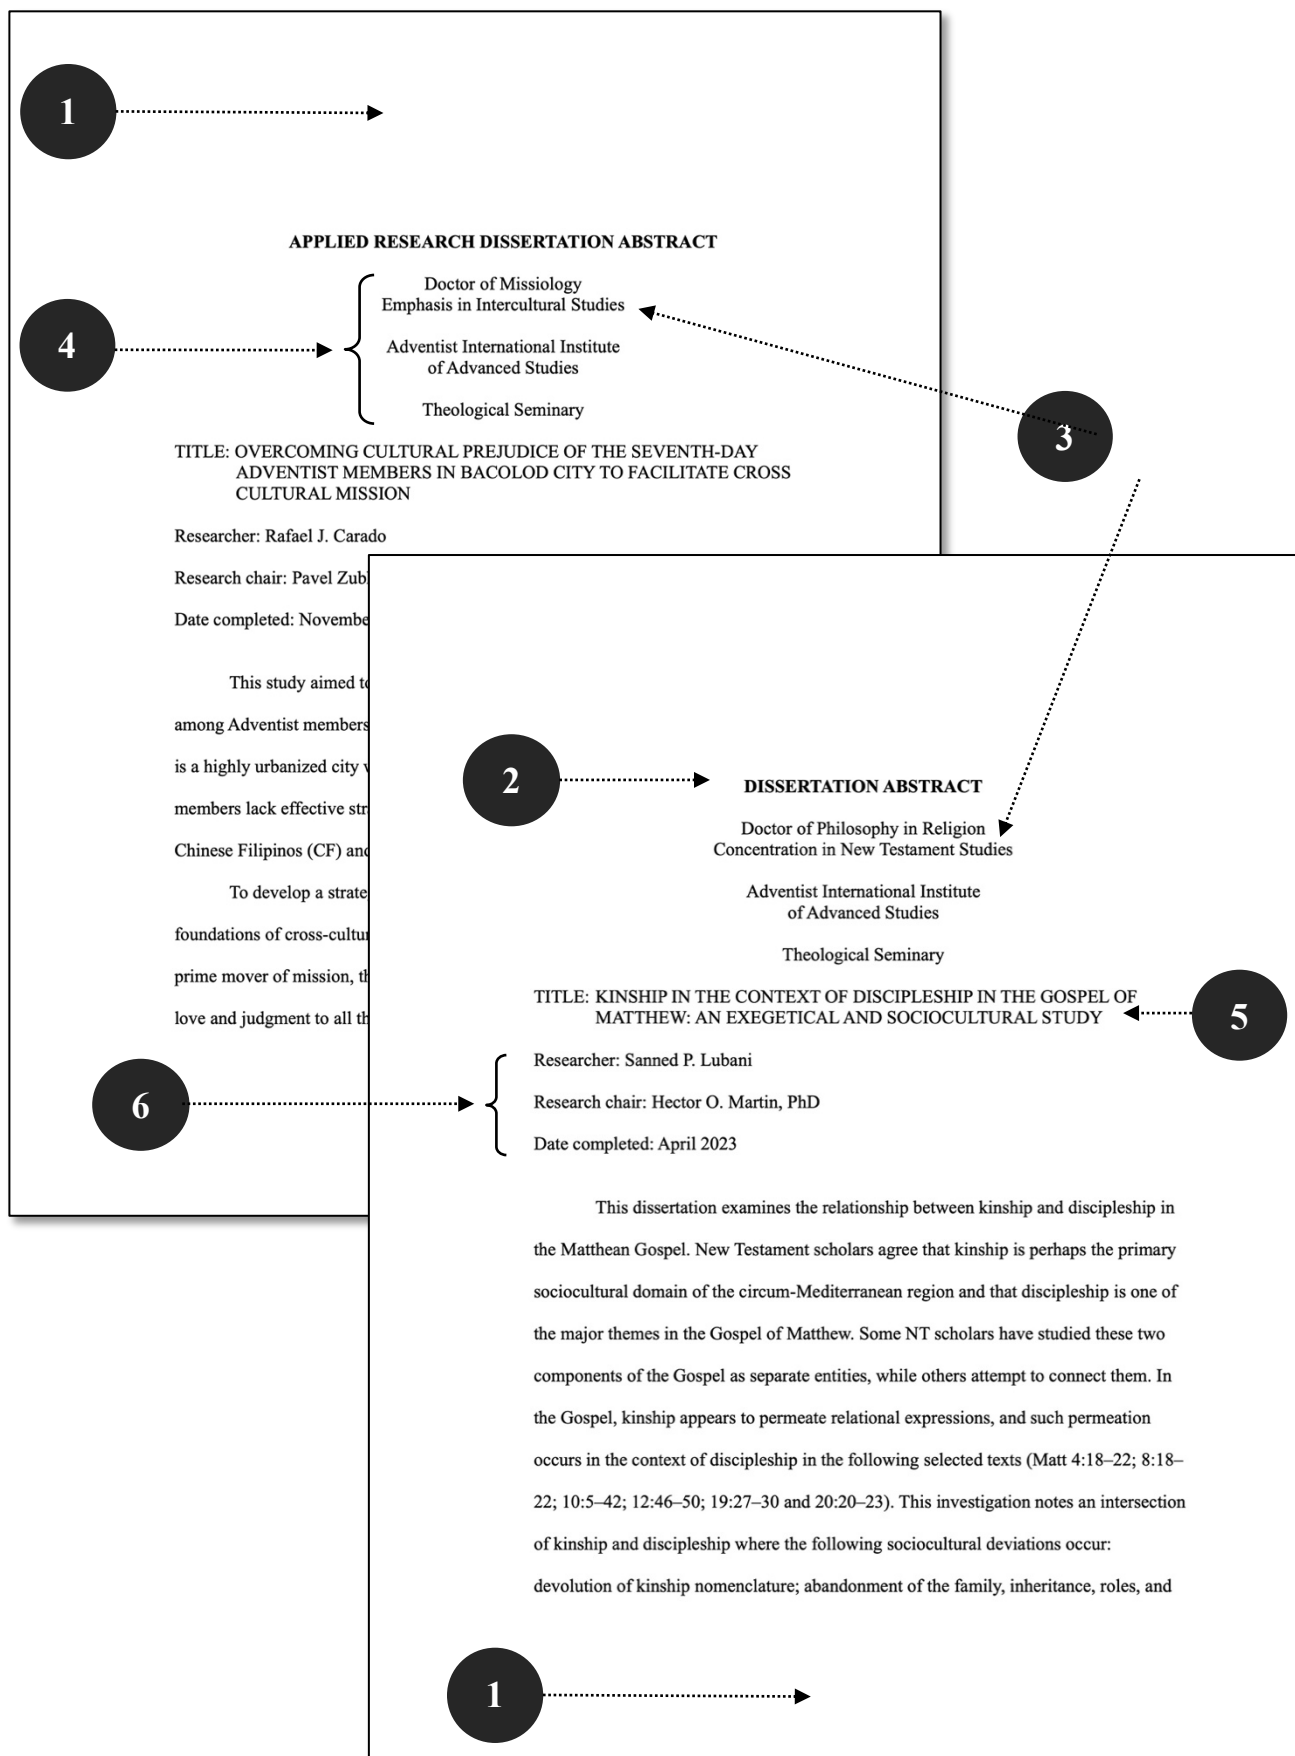 1
APPLIED RESEARCH DISSERTATION ABSTRACT
Doctor of Missiology
Emphasis in Intercultural Studies
4
Adventist International Institute
of Advanced Studies
Theological Seminary
3
TITLE: OVERCOMING CULTURAL PREJUDICE OF THE SEVENTH-DAY
ADVENTIST MEMBERS IN BACOLOD CITY TO FACILITATE CROSS
CULTURAL MISSION
Researcher: Rafael J. Carado
Research chair: Pavel
Date completed:
This study aimed
among Adventist members
is a highly urbanized city
members lack effective
Chinese Filipinos (CF)
To develop a
foundations of
prime mover of mission,
love and judgment to all
2
DISSERTATION ABSTRACT
Doctor of Philosophy in Religion
Concentration in New Testament Studies
Adventist International Institute
of Advanced Studies
Theological Seminary
TITLE: KINSHIP IN THE CONTEXT OF DISCIPLESHIP IN THE GOSPEL OF
MATTHEW: AN EXEGETICAL AND SOCIOCULTURAL STUDY
5
6
Researcher: Sanned P. Lubani
Research chair: Hector O. Martin, PhD
Date completed: April 2023
This dissertation examines the relationship between kinship and discipleship in
the Matthean Gospel. New Testament scholars agree that kinship is perhaps the primary
sociocultural domain of the circum-Mediterranean region and that discipleship is one of
the major themes in the Gospel of Matthew. Some NT scholars have studied these two
components of the Gospel as separate entities, while others attempt to connect them. In
the Gospel, kinship appears to permeate relational expressions, and such permeation
occurs in the context of discipleship in the following selected texts (Matt 4:18–22; 8:18–
22; 10:5–42; 12:46–50; 19:27–30 and 20:20–23). This investigation notes an intersection
of kinship and discipleship where the following sociocultural deviations occur:
devolution of kinship nomenclature; abandonment of the family, inheritance, roles, and
1